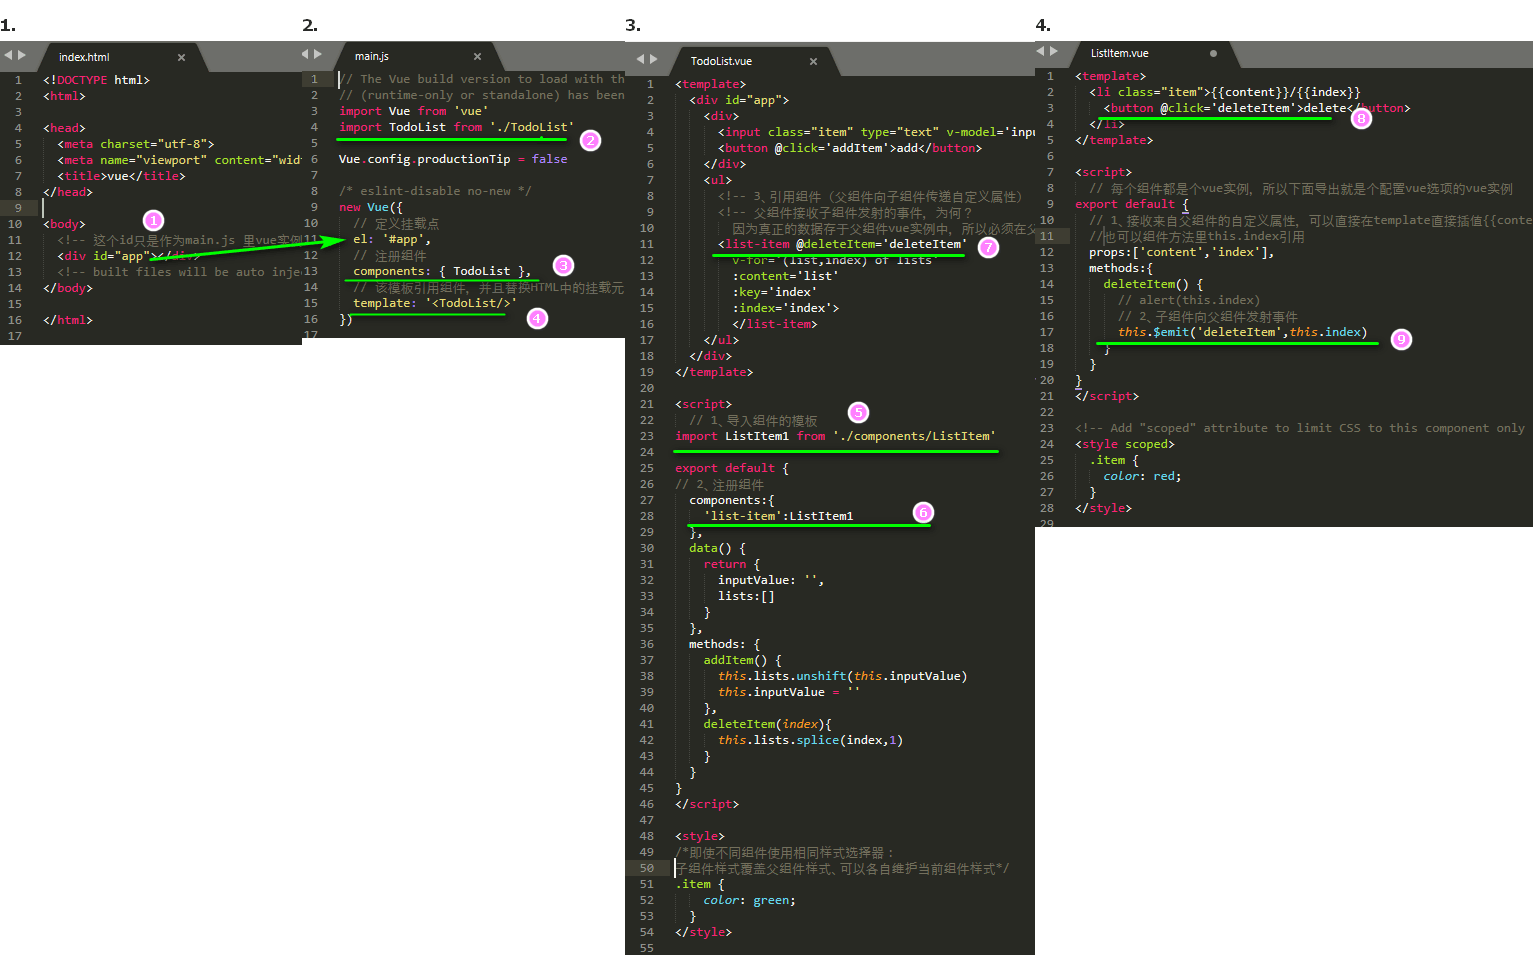 1.
index.html
1 <!DOCTYPE html>
2 <html>
3
4 <head>
5 <meta charset="utf-8">
6 <meta name="viewport" content="widt
7 <title>vue</title>
8 </head>
9
10 <body>
11 <!-- 这个id只是作为main.js 里vue实例
12 <div id="app"></div>
13 <!-- built files will be auto injec
14 </body>
15
16 </html>
17
1
2.
main.js
1 // The Vue build version to load with th
2 // (runtime-only or standalone) has been
3 import Vue from 'vue'
4 import TodoList from './TodoList'
5
6 Vue.config.productionTip = false
7
8 /* eslint-disable no-new */
9 new Vue({
10 // 定义挂载点
11 el: '#app',
12 // 注册组件
13 components: { TodoList },
14 // 该模板引用组件，并且替换HTML中的挂载元
15 template: '<TodoList/>'
16 })
17
2
3
4
3.
TodoList.vue
1 <template>
2 <div id="app">
3 <div>
4 <input class="item" type="text" v-model='inpu
5 <button @click='addItem'>add</button>
6 </div>
7 <ul>
8 <!-- 3、引用组件（父组件向子组件传递自定义属性）
9 <!-- 父组件接收子组件发射的事件，为何？
10 因为真正的数据存于父组件vue实例中，所以必须在父
11 <list-item @deleteItem='deleteItem'
12 v-for='(list,index) of lists'
13 :content='list'
14 :key='index'
15 :index='index'>
16 </list-item>
17 </ul>
18 </div>
19 </template>
20
21 <script>
22 // 1、导入组件的模板
23 import ListItem1 from './components/ListItem'
24
25 export default {
26 // 2、注册组件
27 components:{
28 'list-item':ListItem1
29 },
30 data() {
31 return {
32 inputValue: '',
33 lists:[]
34 }
35 },
36 methods: {
37 addItem() {
38 this.lists.unshift(this.inputValue)
39 this.inputValue = ''
40 },
41 deleteItem(index){
42 this.lists.splice(index,1)
43 }
44 }
45 }
46 </script>
47
48 <style>
49 /*即使不同组件使用相同样式选择器：
50 子组件样式覆盖父组件样式、可以各自维护当前组件样式*/
51 .item {
52 color: green;
53 }
54 </style>
55
7
5
6
4.
ListItem.vue
1 <template>
2 <li class="item">{{content}}/{{index}}
3 <button @click='deleteItem'>delete</button>
4 </li>
5 </template>
6
7 <script>
8 // 每个组件都是个vue实例，所以下面导出就是个配置vue选项的vue实例
9 export default {
10 // 1、接收来自父组件的自定义属性，可以直接在template直接插值{{conte
11 //也可以组件方法里this.index引用
12 props:['content','index'],
13 methods:{
14 deleteItem() {
15 // alert(this.index)
16 // 2、子组件向父组件发射事件
17 this.$emit('deleteItem',this.index)
18 }
19 }
20 }
21 </script>
22
23 <!-- Add "scoped" attribute to limit CSS to this component only
24 <style scoped>
25 .item {
26 color: red;
27 }
28 </style>
29
8
9